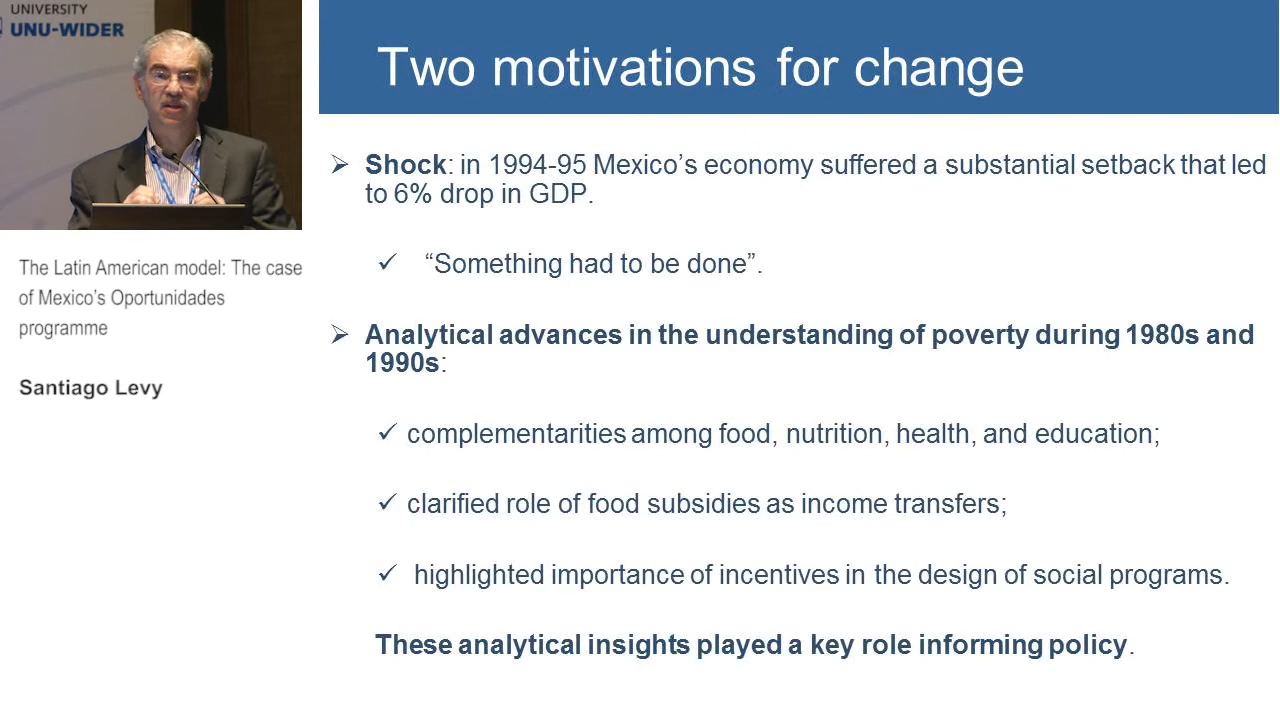 UNIVERSITY
UNU-WIDER
The Latin American model: The case
of Mexico's Oportunidades
programme
Santiago Levy
Two motivations for change
Shock: in 1994-95 Mexico’s economy suffered a substantial setback that led
to 6% drop in GDP.
“Something had to be done”.
Analytical advances in the understanding of poverty during 1980s and
1990s:
complementarities among food, nutrition, health, and education;
clarified role of food subsidies as income transfers;
highlighted importance of incentives in the design of social programs.
These analytical insights played a key role informing policy.